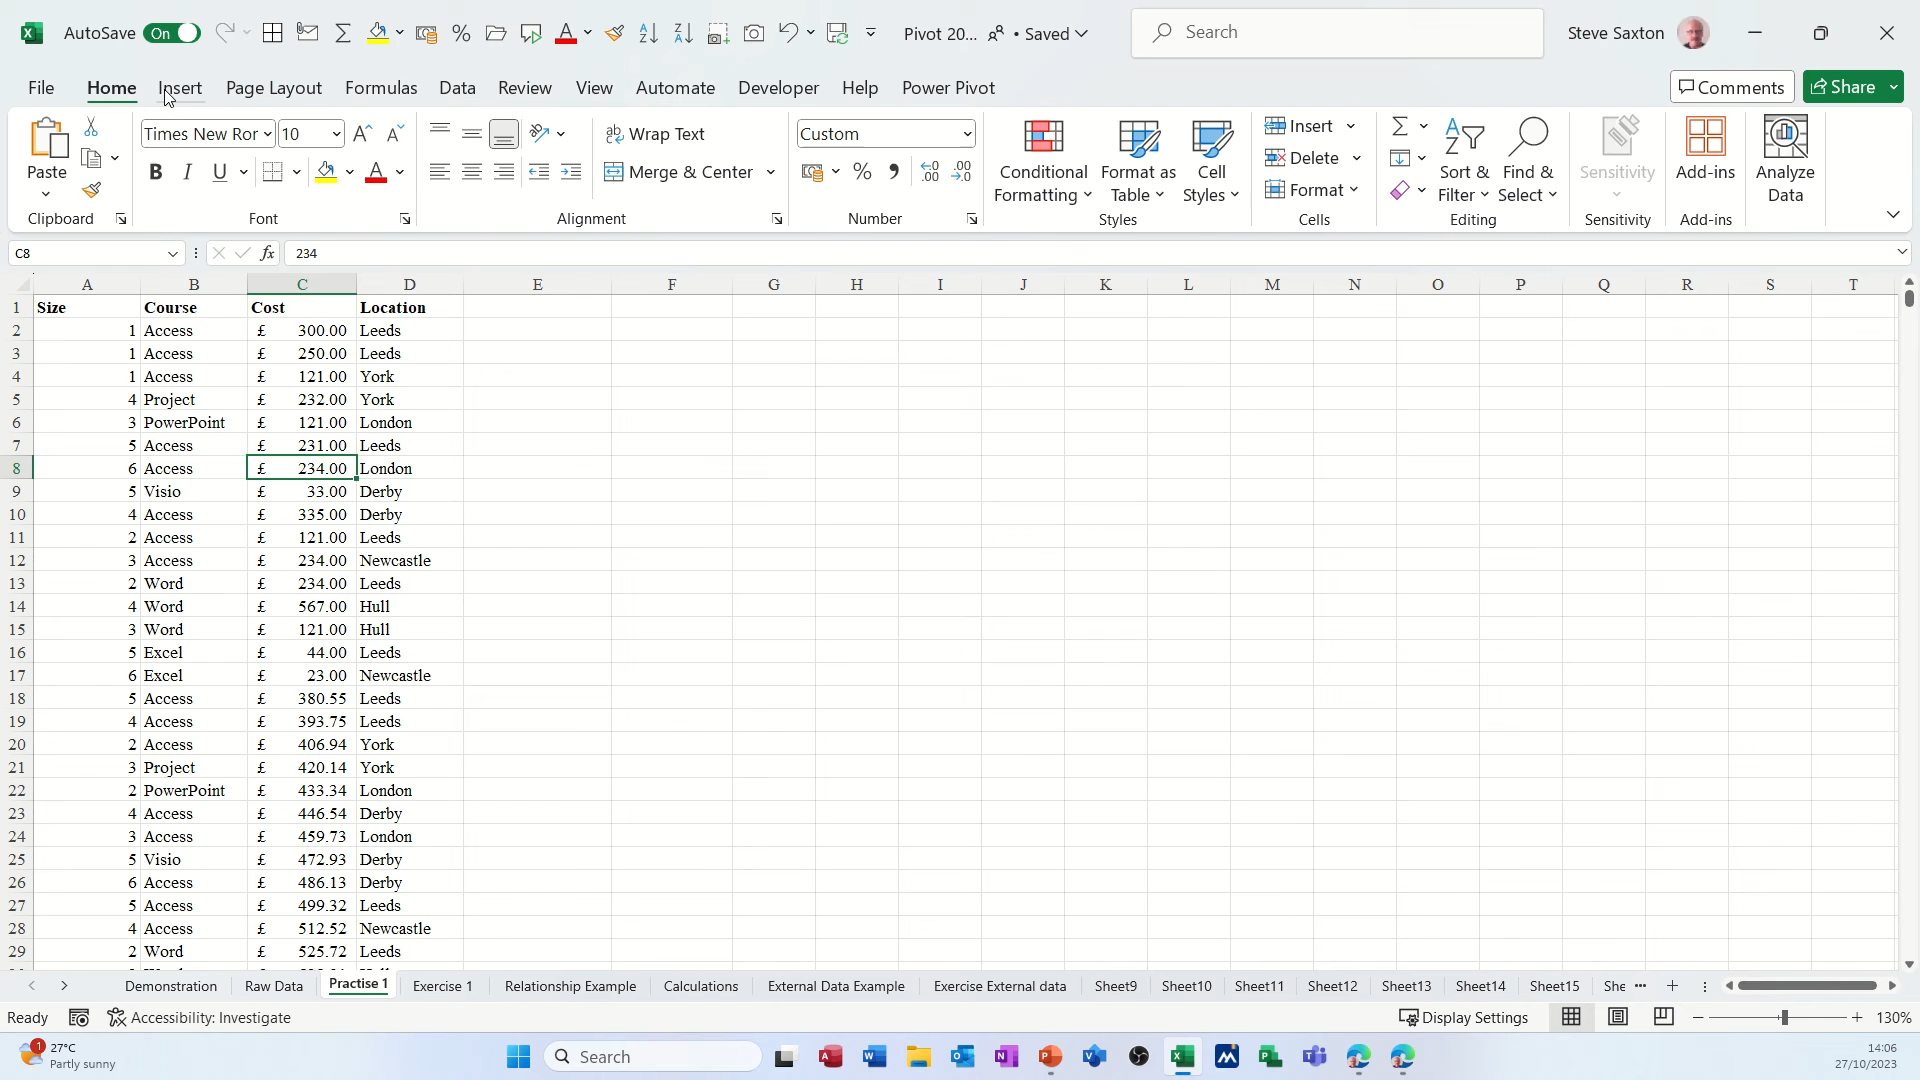 AutoSave On Pivot 20... • Saved Search Steve Saxton
File Home Insert Page Layout Formulas Data Review View Automate Developer Help Power Pivot Comments Share
Paste Times New Ror 10 Wrap Text Custom Conditional Formatting Format as Table Cell Styles Insert Sort & Filter Find & Select Sensitivity Add-ins Analyze Data
B I U Merge & Center % Delete
Format
Clipboard Font Alignment Number Styles Cells Editing Sensitivity Add-ins
C8 fx 234
A B C D E F G H I J K L M N O P Q R S T
1 Size Course Cost Location
2 1 Access £ 300.00 Leeds
3 1 Access £ 250.00 Leeds
4 1 Access £ 121.00 York
5 4 Project £ 232.00 York
6 3 PowerPoint £ 121.00 London
7 5 Access £ 231.00 Leeds
8 6 Access £ 234.00 London
9 5 Visio £ 33.00 Derby
10 4 Access £ 335.00 Derby
11 2 Access £ 121.00 Leeds
12 3 Access £ 234.00 Newcastle
13 2 Word £ 234.00 Leeds
14 4 Word £ 567.00 Hull
15 3 Word £ 121.00 Hull
16 5 Excel £ 44.00 Leeds
17 6 Excel £ 23.00 Newcastle
18 5 Access £ 380.55 Leeds
19 4 Access £ 393.75 Leeds
20 2 Access £ 406.94 York
21 3 Project £ 420.14 York
22 2 PowerPoint £ 433.34 London
23 4 Access £ 446.54 Derby
24 3 Access £ 459.73 London
25 5 Visio £ 472.93 Derby
26 6 Access £ 486.13 Derby
27 5 Access £ 499.32 Leeds
28 4 Access £ 512.52 Newcastle
29 2 Word £ 525.72 Leeds
Demonstration Raw Data Practise 1 Exercise 1 Relationship Example Calculations External Data Example Exercise External data Sheet9 Sheet10 Sheet11 Sheet12 Sheet13 Sheet14 Sheet15 She ...
Ready Accessibility: Investigate Display Settings 130%
1 27°C Search 14:06
Partly sunny 27/10/2023